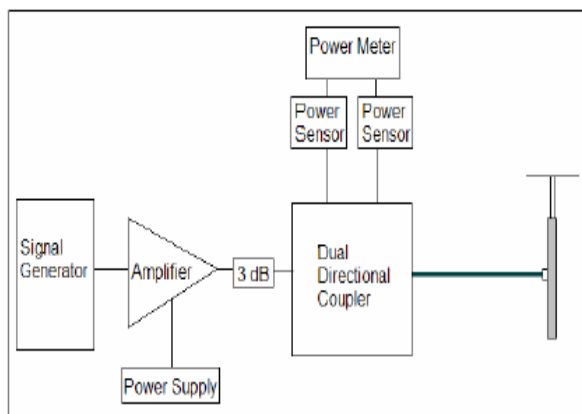 Power Meter
Power
Sensor
Power
Sensor
Signal
Generator
Amplifier
3 dB
Dual
Directional
Coupler
Power Supply